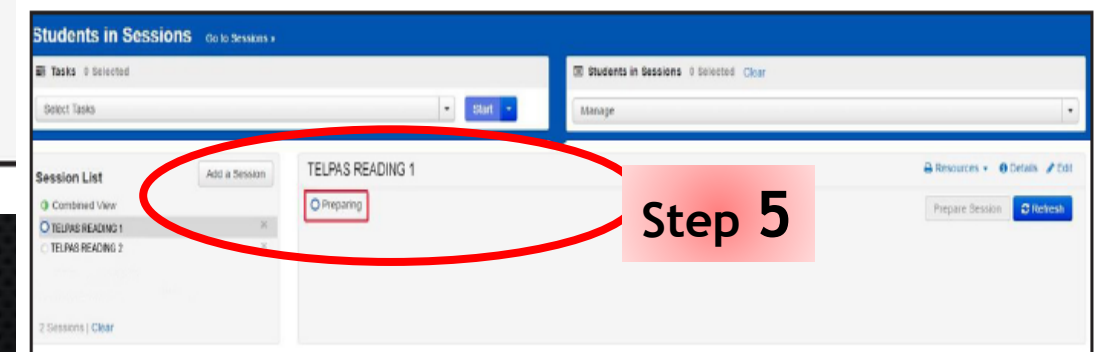 Students in Sessions Go to Sessions »
Tasks 0 Selected
Students in Sessions 0 Selected Clear
Select Tasks
Start
Manage
Session List
Add a Session
TELPAS READING 1
Resources
Details
Edit
Combined View
Preparing
Prepare Session
Refresh
TELPAS READING 1
TELPAS READING 2
Step 5
2 Sessions | Clear